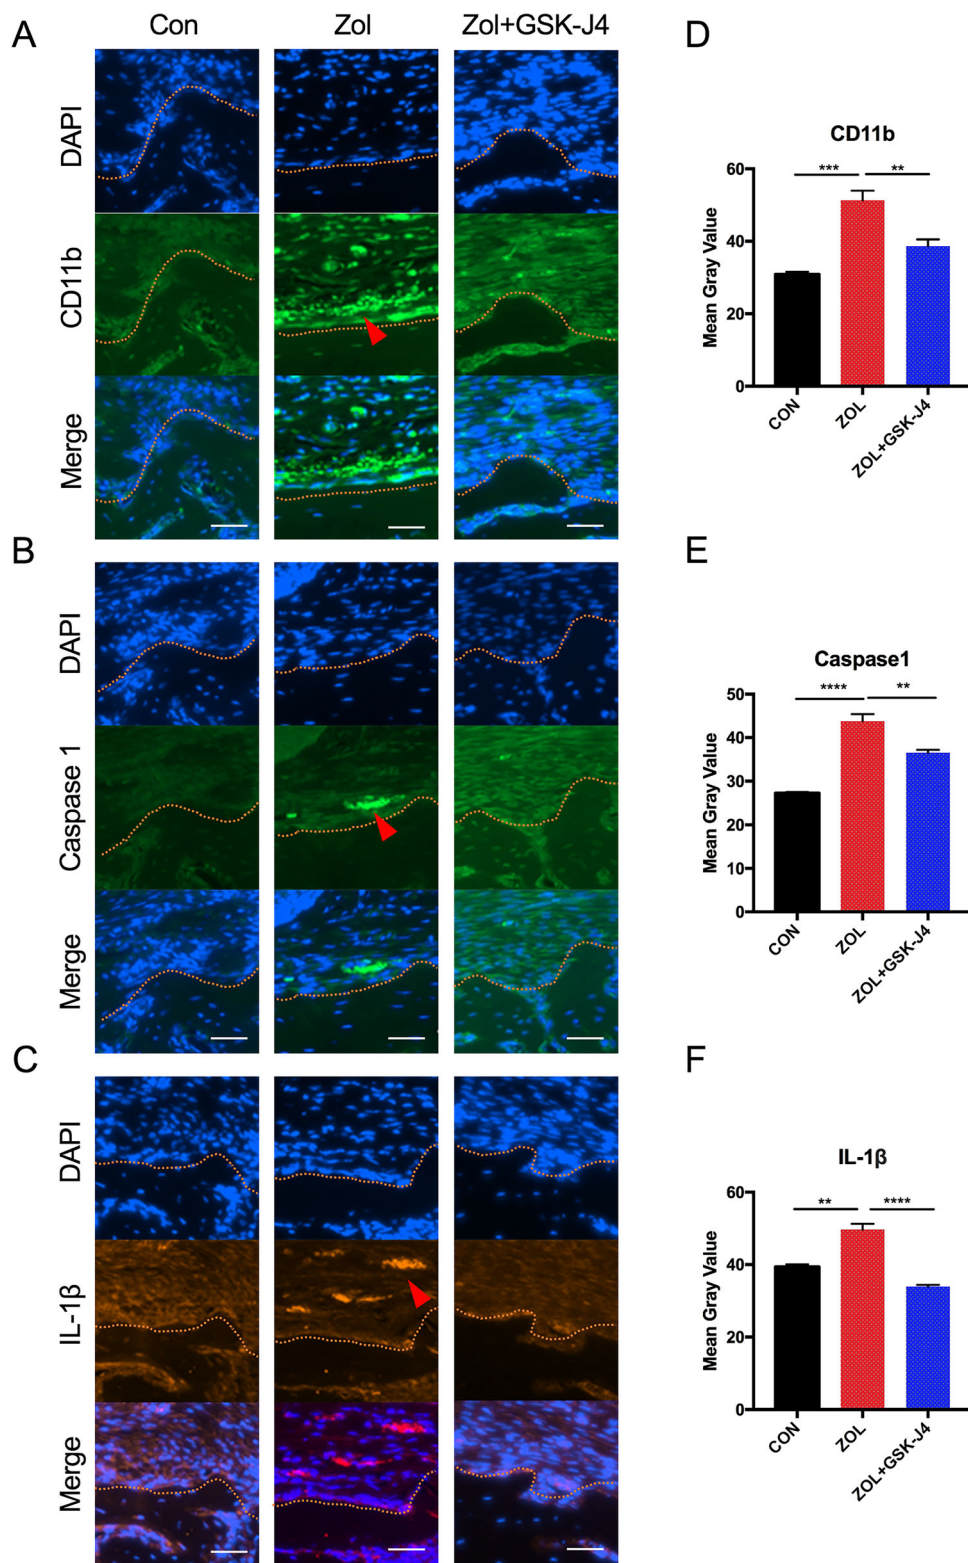 A
Con
Zol
Zol+GSK-J4
DAPI
CD11b
Merge
B
DAPI
Caspase 1
Merge
C
DAPI
IL-1β
Merge
D
CD11b
***
**
Mean Gray Value
60
40
20
0
CON
ZOL
ZOL+GSK-J4
E
Caspase1
****
**
Mean Gray Value
50
40
30
20
10
0
CON
ZOL
ZOL+GSK-J4
F
IL-1β
**
****
Mean Gray Value
60
40
20
0
CON
ZOL
ZOL+GSK-J4